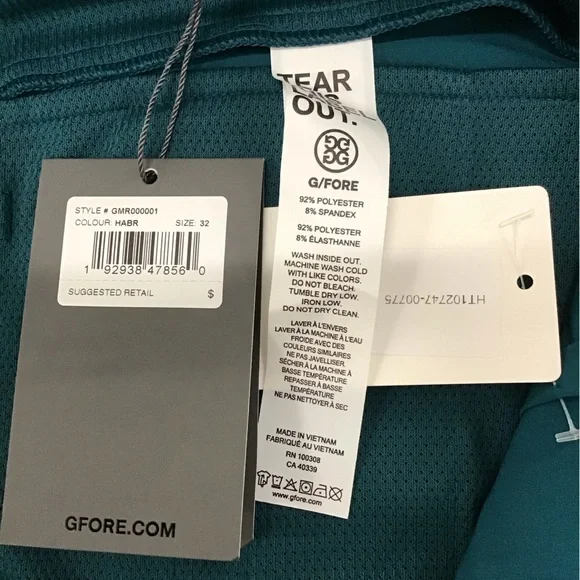 STYLE # GMR000001
COLOUR: HABR SIZE: 32
1 92938 47856 0
SUGGESTED RETAIL $
GFORE.COM
TEAR
OUT.
G/FORE
92% POLYESTER
8% SPANDEX
92% POLYESTER
8% ÉLASTHANNE
WASH INSIDE OUT.
MACHINE WASH COLD
WITH LIKE COLORS.
DO NOT BLEACH.
TUMBLE DRY LOW.
IRON LOW.
DO NOT DRY CLEAN.
LAVER À L'ENVERS
LAVER À LA MACHINE À L'EAU
FROIDE AVEC DES
COULEURS SIMILAIRES
NE PAS JAVELLISER.
SÉCHER À LA MACHINE À
BASSE TEMPÉRATURE
REPASSER À BASSE
TEMPÉRATURE
NE PAS NETTOYER À SEC
MADE IN VIETNAM
FABRIQUÉ AU VIETNAM
RN 100308
CA 40339
www.gfore.com
HT102747-00775